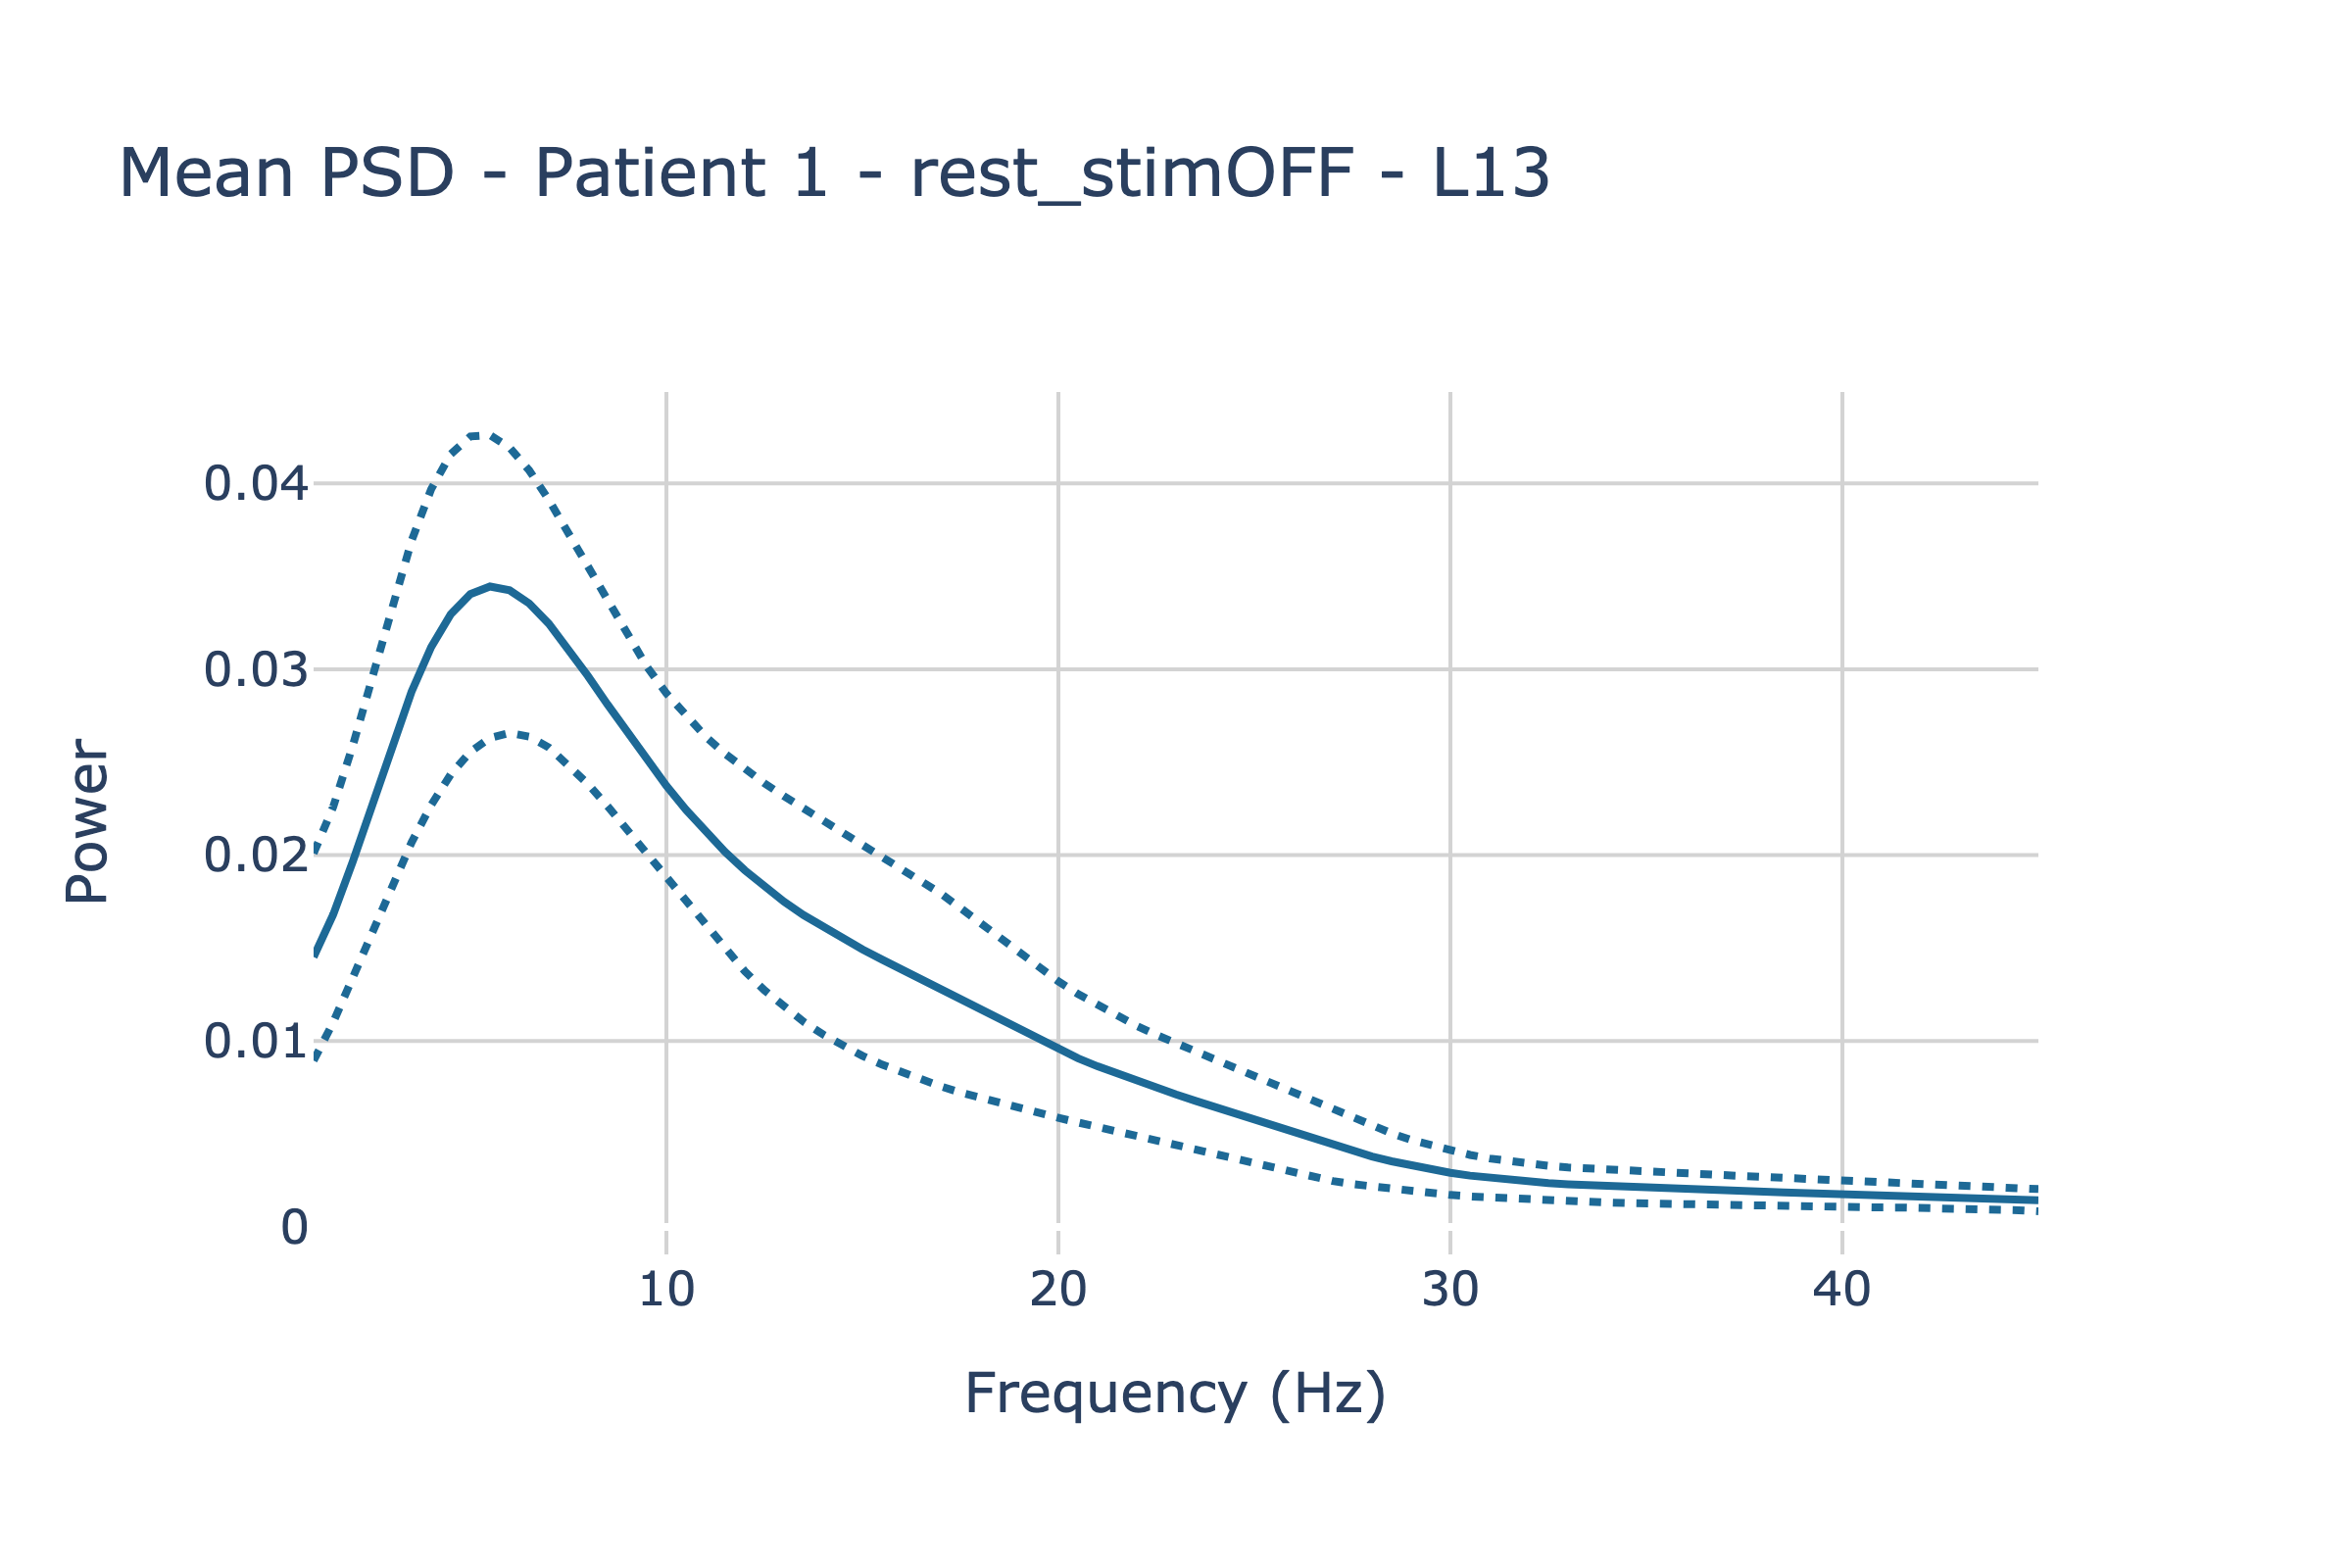 Mean PSD - Patient 1 - rest_stimOFF - L13
0.04
0.03
0.02
0.01
0
Power
10 20 30 40
Frequency (Hz)